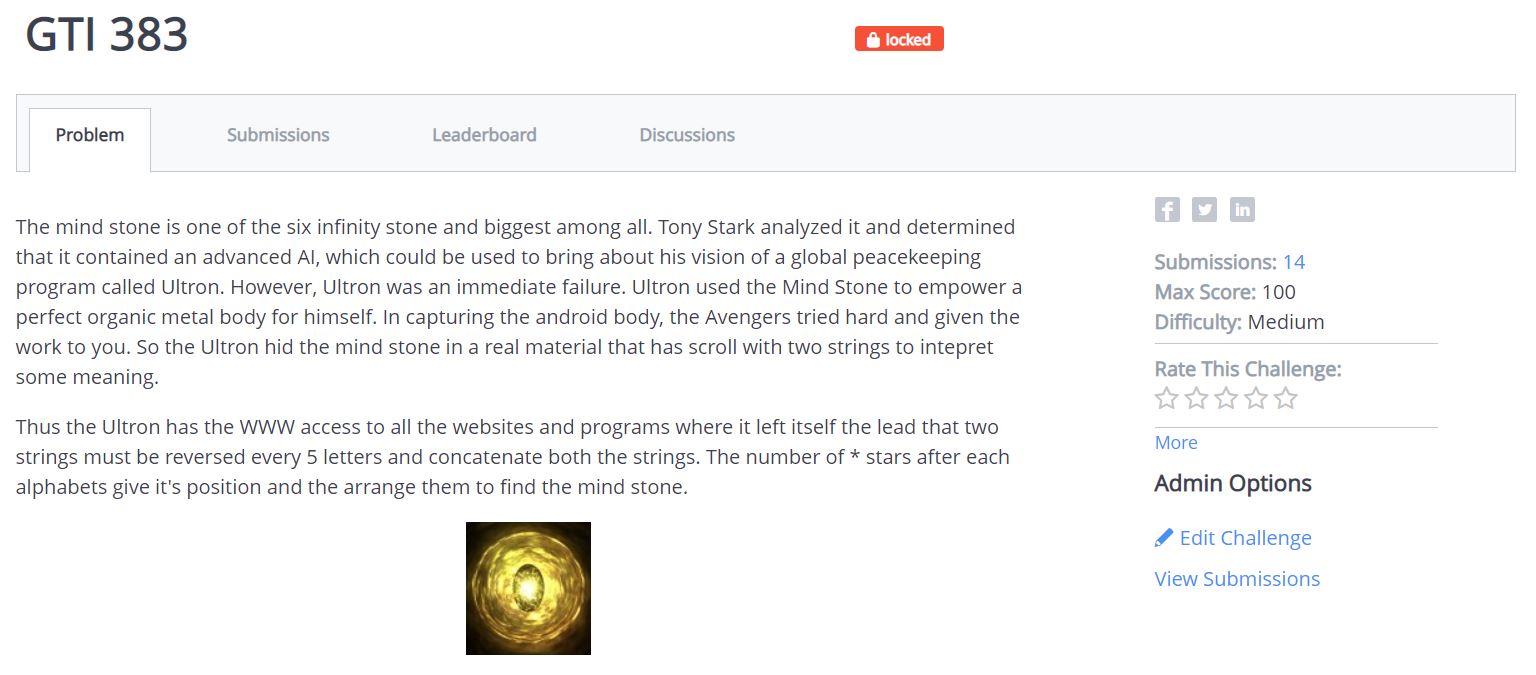 GTI 383
locked
Problem
Submissions
Leaderboard
Discussions
The mind stone is one of the six infinity stone and biggest among all. Tony Stark analyzed it and determined
that it contained an advanced AI, which could be used to bring about his vision of a global peacekeeping
program called Ultron. However, Ultron was an immediate failure. Ultron used the Mind Stone to empower a
perfect organic metal body for himself. In capturing the android body, the Avengers tried hard and given the
work to you. So the Ultron hid the mind stone in a real material that has scroll with two strings to intepret
some meaning.
Thus the Ultron has the WWW access to all the websites and programs where it left itself the lead that two
strings must be reversed every 5 letters and concatenate both the strings. The number of * stars after each
alphabets give it's position and the arrange them to find the mind stone.
Submissions: 14
Max Score: 100
Difficulty: Medium
Rate This Challenge:
More
Admin Options
Edit Challenge
View Submissions